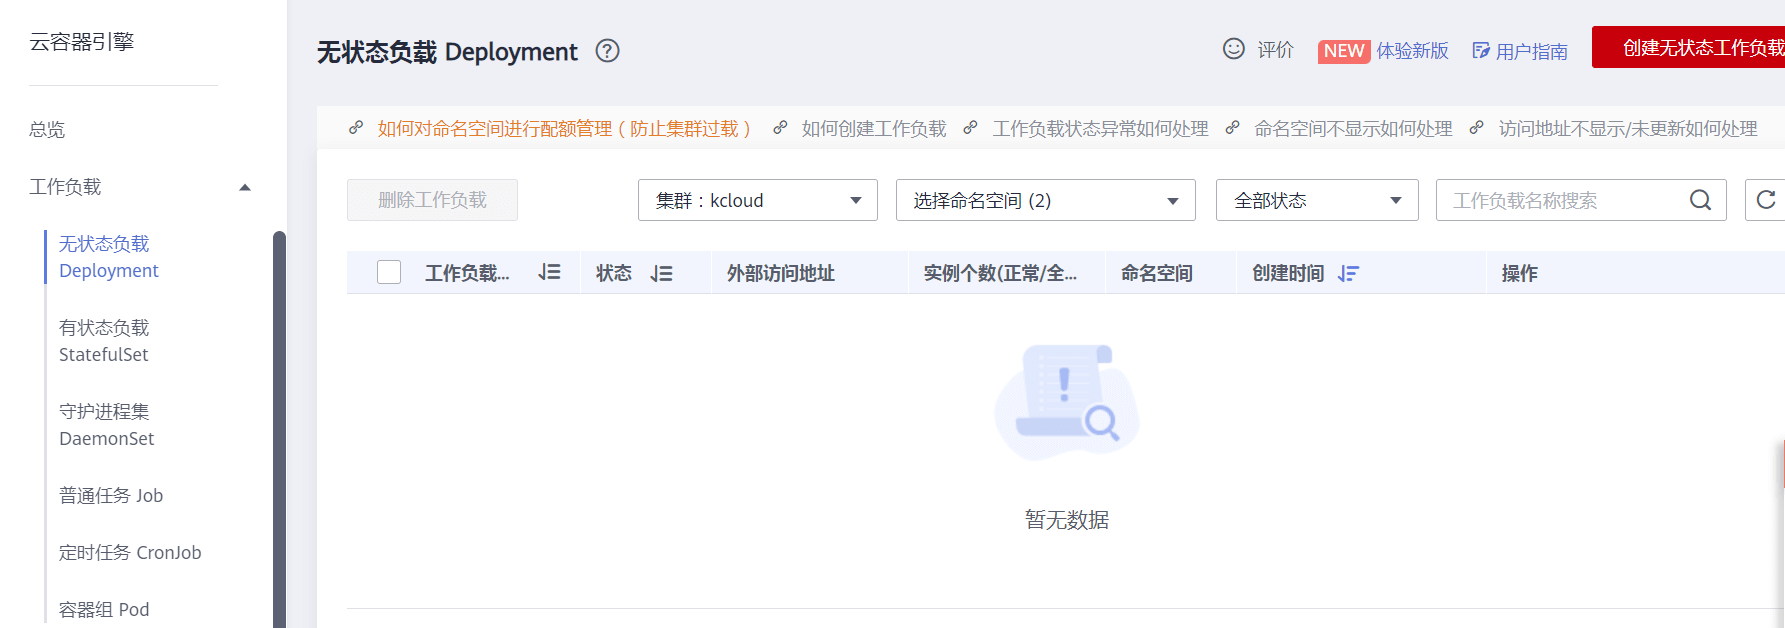 云容器引擎
总览
工作负载
无状态负载
Deployment
有状态负载
StatefulSet
守护进程集
DaemonSet
普通任务 Job
定时任务 CronJob
容器组 Pod
无状态负载 Deployment
评价
NEW 体验新版
用户指南
创建无状态工作负载
如何对命名空间进行配额管理（防止集群过载） 如何创建工作负载 工作负载状态异常如何处理 命名空间不显示如何处理 访问地址不显示/未更新如何处理
删除工作负载 集群：kcloud 选择命名空间 (2) 全部状态 工作负载名称搜索
工作负载... 状态 外部访问地址 实例个数(正常/全... 命名空间 创建时间 操作
暂无数据